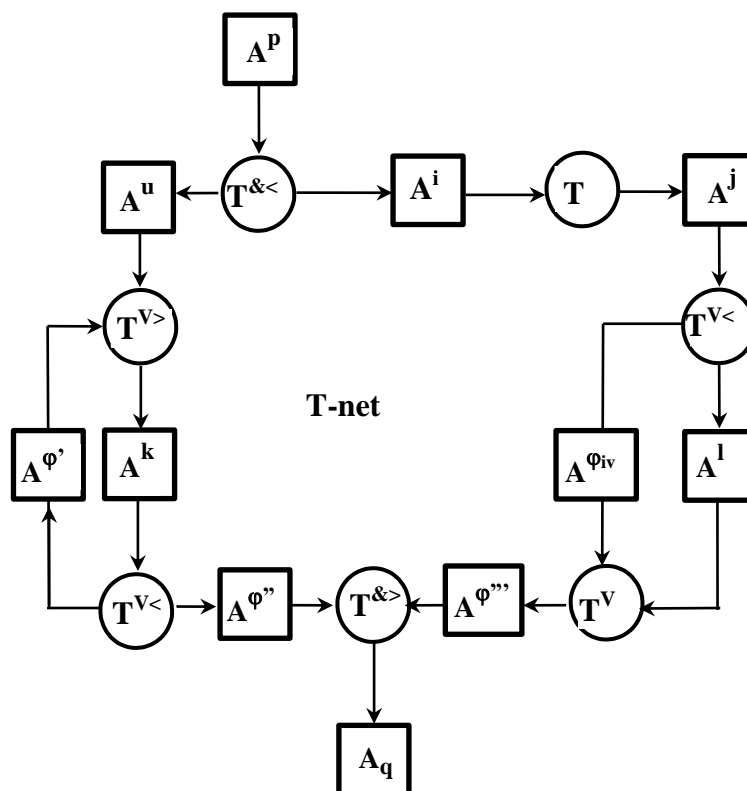 A^p
A^u T^&< A^i T A^j
T^V> T^V<
T-net
A^φ' A^k A^φiv A^l
T^V< A^φ'' T^&> A^φ''' T^V
A_q